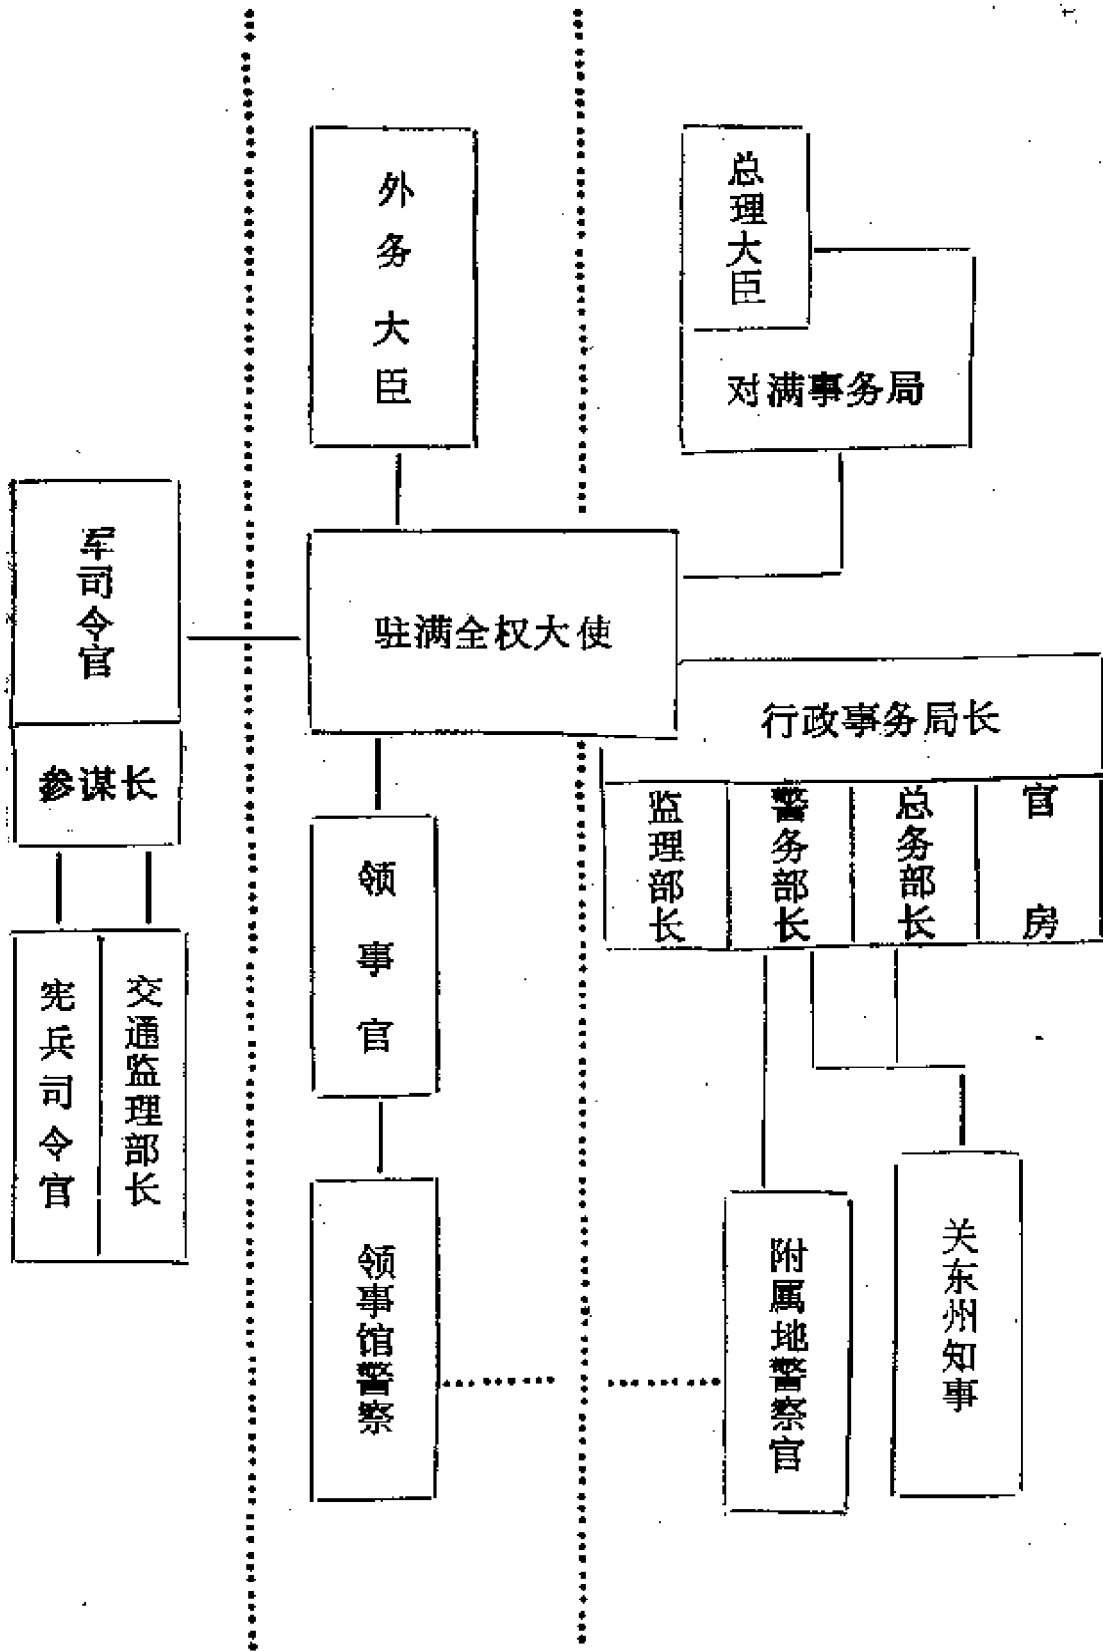 外务大臣
总理大臣
对满事务局
军司令官
参谋长
驻满全权大使
行政事务局长
监理部长
警务部长
总务部长
官房
领事官
宪兵司令官
交通监理部长
领事馆警察
附属地警察官
关东州知事